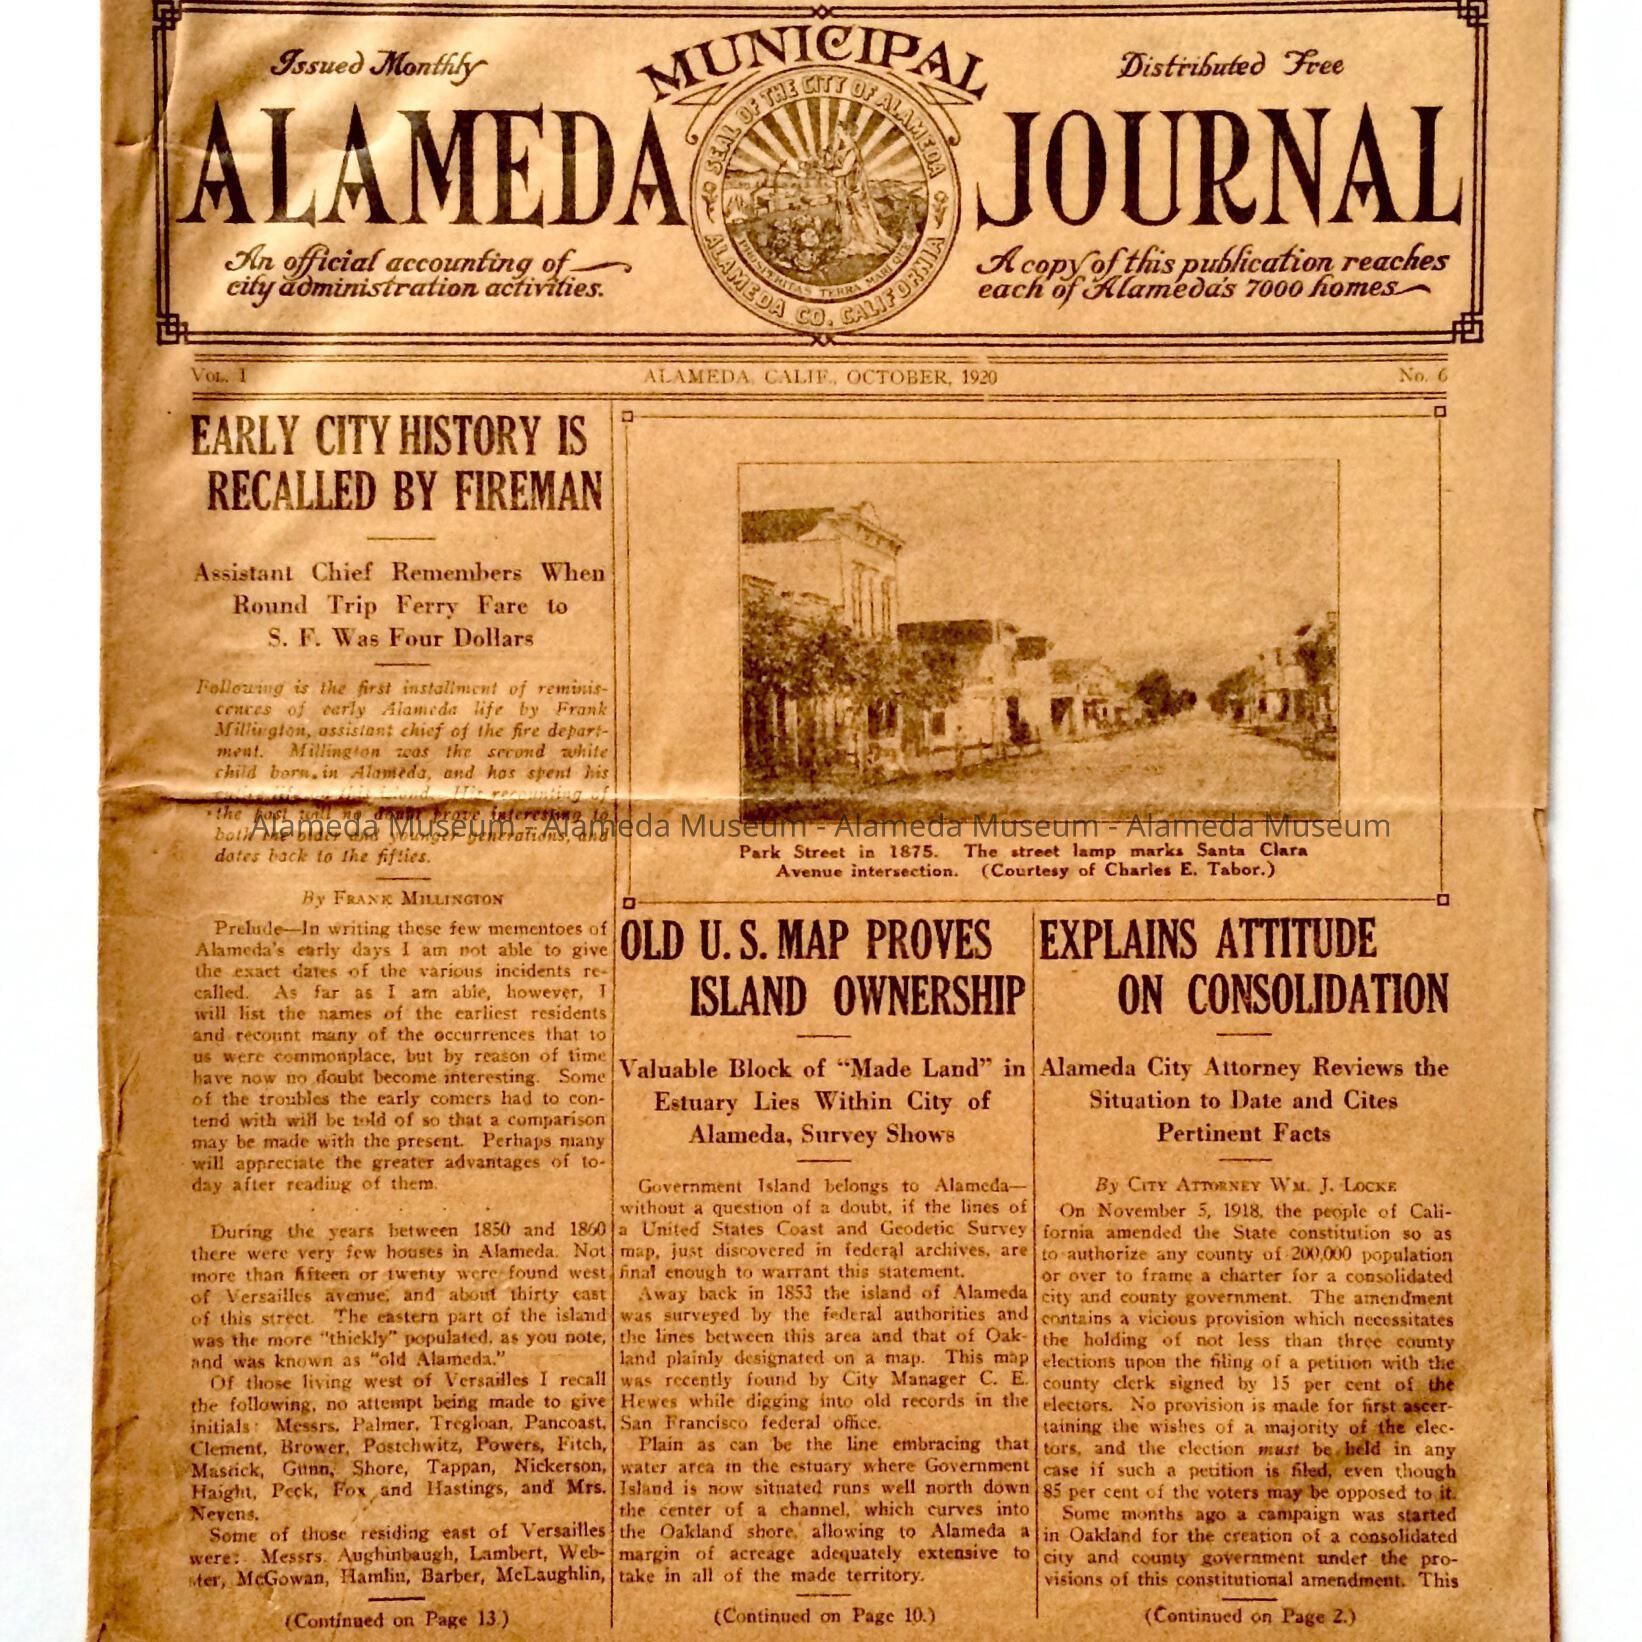 Issued Monthly
Distributed Free
MUNICIPAL
ALAMEDA JOURNAL
SEAL OF THE CITY OF ALAMEDA
ALAMEDA CO. CALIFORNIA
PROSPERITAS TERRA MARI QUE
An official accounting of
city administration activities.
A copy of this publication reaches
each of Alameda's 7000 homes
VOL. 1
ALAMEDA, CALIF., OCTOBER, 1920
No. 6
EARLY CITY HISTORY IS
RECALLED BY FIREMAN
Assistant Chief Remembers When
Round Trip Ferry Fare to
S. F. Was Four Dollars
Following is the first installment of reminis-
cences of early Alameda life by Frank
Millington, assistant chief of the fire depart-
ment. Millington was the second white
child born in Alameda, and has spent his
entire life on this island. His recounting of
the past will no doubt prove interesting to
both the older and younger generations, and
dates back to the fifties.
By FRANK MILLINGTON
Prelude—In writing these few mementoes of
Alameda's early days I am not able to give
the exact dates of the various incidents re-
called. As far as I am able, however, I
will list the names of the earliest residents
and recount many of the occurrences that to
us were commonplace, but by reason of time
have now no doubt become interesting. Some
of the troubles the early comers had to con-
tend with will be told of so that a comparison
may be made with the present. Perhaps many
will appreciate the greater advantages of to-
day after reading of them.
During the years between 1850 and 1860
there were very few houses in Alameda. Not
more than fifteen or twenty were found west
of Versailles avenue, and about thirty east
of this street. The eastern part of the island
was the more "thickly" populated, as you note,
and was known as "old Alameda."
Of those living west of Versailles I recall
the following, no attempt being made to give
initials: Messrs. Palmer, Tregloan, Pancoast,
Clement, Brower, Postchwitz, Powers, Fitch,
Mastick, Gunn, Shore, Tappan, Nickerson,
Haight, Peck, Fox and Hastings, and Mrs.
Nevens.
Some of those residing east of Versailles
were: Messrs. Aughinbaugh, Lambert, Web-
ster, McGowan, Hamlin, Barber, McLaughlin,
(Continued on Page 13.)
Alameda Museum - Alameda Museum - Alameda Museum - Alameda Museum
Park Street in 1875. The street lamp marks Santa Clara
Avenue intersection. (Courtesy of Charles E. Tabor.)
OLD U. S. MAP PROVES
ISLAND OWNERSHIP
Valuable Block of "Made Land" in
Estuary Lies Within City of
Alameda, Survey Shows
Government Island belongs to Alameda—
without a question of a doubt, if the lines of
a United States Coast and Geodetic Survey
map, just discovered in federal archives, are
final enough to warrant this statement.
Away back in 1853 the island of Alameda
was surveyed by the federal authorities and
the lines between this area and that of Oak-
land plainly designated on a map. This map
was recently found by City Manager C. E.
Hewes while digging into old records in the
San Francisco federal office.
Plain as can be the line embracing that
water area in the estuary where Government
Island is now situated runs well north down
the center of a channel, which curves into
the Oakland shore, allowing to Alameda a
margin of acreage adequately extensive to
take in all of the made territory.
(Continued on Page 10.)
EXPLAINS ATTITUDE
ON CONSOLIDATION
Alameda City Attorney Reviews the
Situation to Date and Cites
Pertinent Facts
By CITY ATTORNEY WM. J. LOCKE
On November 5, 1918, the people of Cali-
fornia amended the State constitution so as
to authorize any county of 200,000 population
or over to frame a charter for a consolidated
city and county government. The amendment
contains a vicious provision which necessitates
the holding of not less than three county
elections upon the filing of a petition with the
county clerk signed by 15 per cent of the
electors. No provision is made for first ascer-
taining the wishes of a majority of the elec-
tors, and the election must be held in any
case if such a petition is filed, even though
85 per cent of the voters may be opposed to it.
Some months ago a campaign was started
in Oakland for the creation of a consolidated
city and county government under the pro-
visions of this constitutional amendment. This
(Continued on Page 2.)